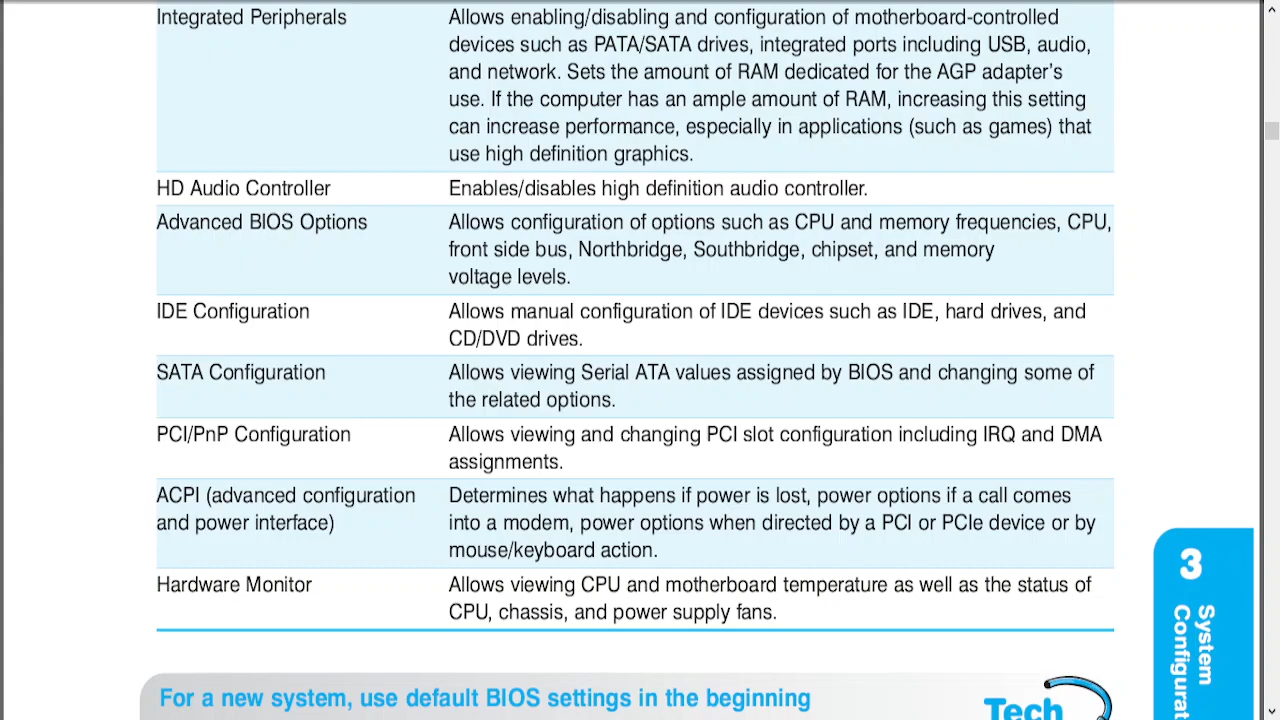 Integrated Peripherals
Allows enabling/disabling and configuration of motherboard-controlled
devices such as PATA/SATA drives, integrated ports including USB, audio,
and network. Sets the amount of RAM dedicated for the AGP adapter's
use. If the computer has an ample amount of RAM, increasing this setting
can increase performance, especially in applications (such as games) that
use high definition graphics.
HD Audio Controller
Enables/disables high definition audio controller.
Advanced BIOS Options
Allows configuration of options such as CPU and memory frequencies, CPU,
front side bus, Northbridge, Southbridge, chipset, and memory
voltage levels.
IDE Configuration
Allows manual configuration of IDE devices such as IDE, hard drives, and
CD/DVD drives.
SATA Configuration
Allows viewing Serial ATA values assigned by BIOS and changing some of
the related options.
PCI/PnP Configuration
Allows viewing and changing PCI slot configuration including IRQ and DMA
assignments.
ACPI (advanced configuration
and power interface)
Determines what happens if power is lost, power options if a call comes
into a modem, power options when directed by a PCI or PCIe device or by
mouse/keyboard action.
Hardware Monitor
Allows viewing CPU and motherboard temperature as well as the status of
CPU, chassis, and power supply fans.
3
System
Configurat
For a new system, use default BIOS settings in the beginning
Tech